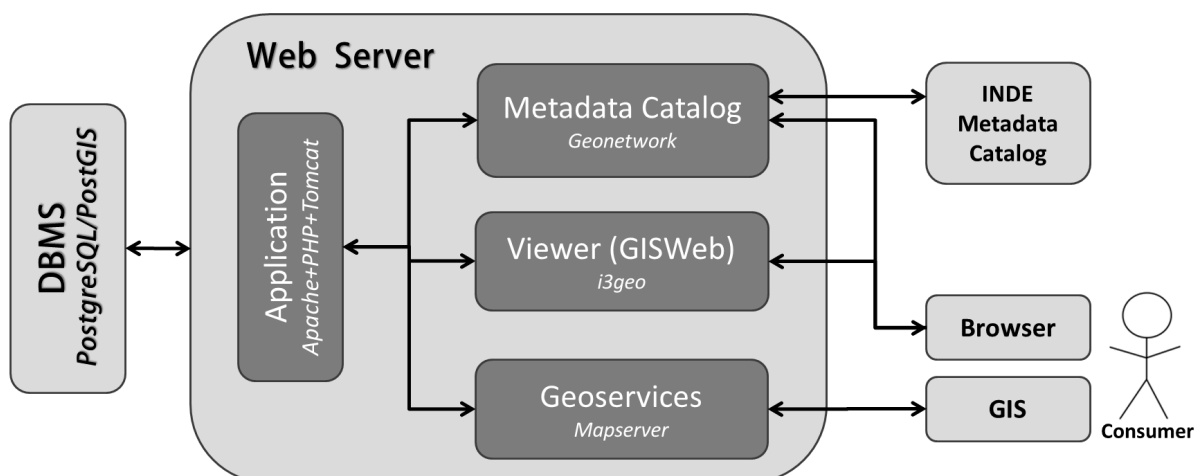 Web Server
DBMS
PostgreSQL/PostGIS
Application
Apache+PHP+Tomcat
Metadata Catalog
Geonetwork
Viewer (GISWeb)
i3geo
Geoservices
Mapserver
INDE
Metadata
Catalog
Browser
GIS
Consumer